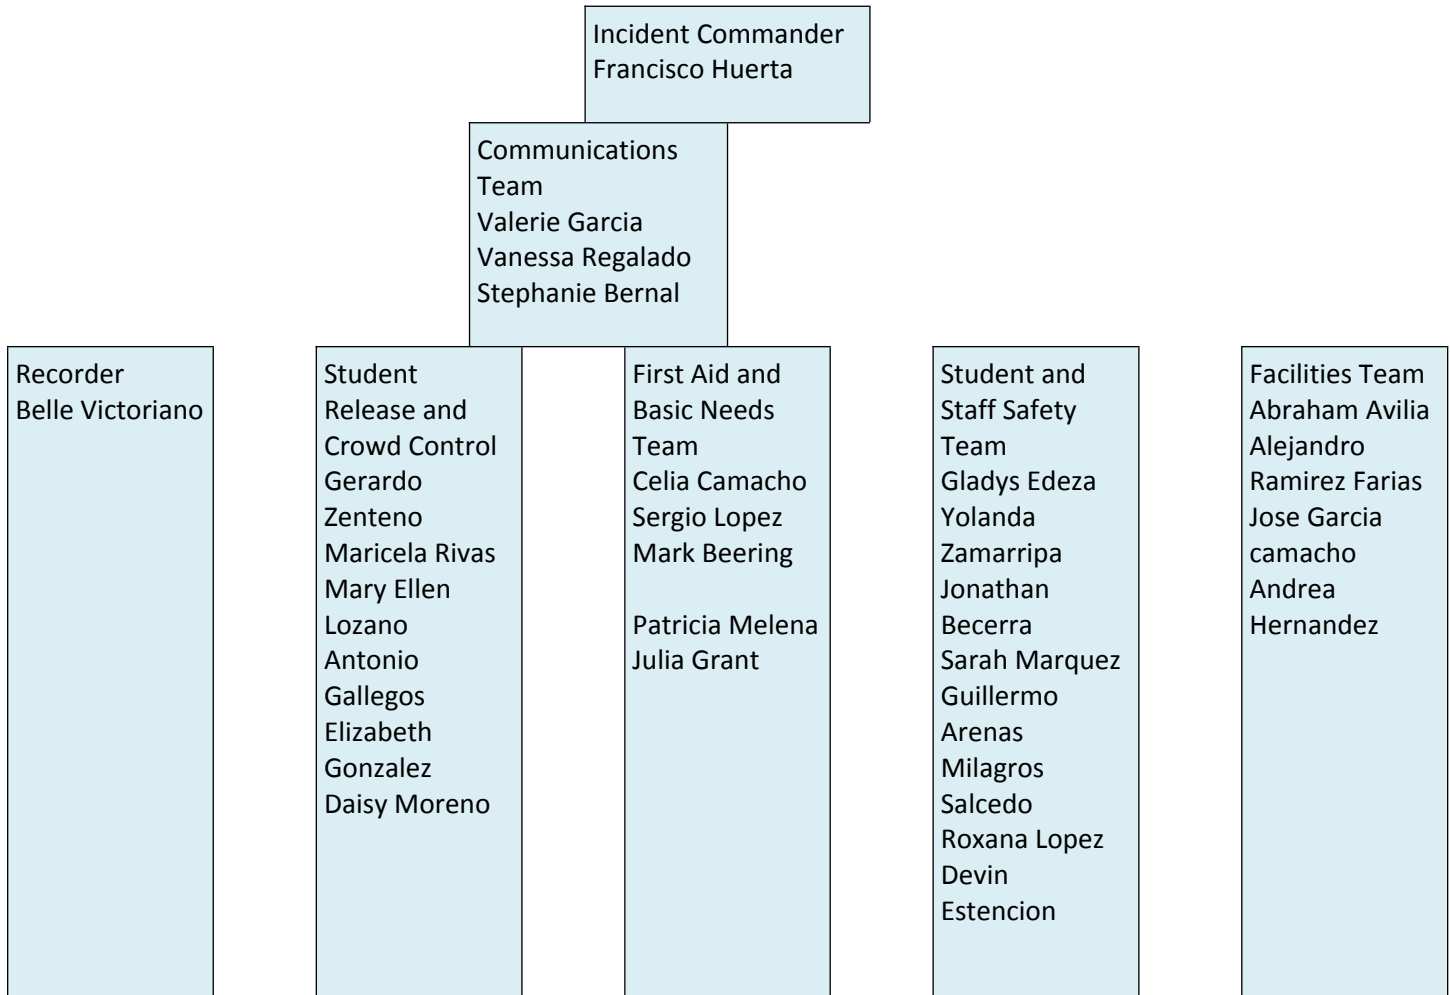 Incident Commander
Francisco Huerta
Communications
Team
Valerie Garcia
Vanessa Regalado
Stephanie Bernal
Recorder
Belle Victoriano
Student
Release and
Crowd Control
Gerardo
Zenteno
Maricela Rivas
Mary Ellen
Lozano
Antonio
Gallegos
Elizabeth
Gonzalez
Daisy Moreno
First Aid and
Basic Needs
Team
Celia Camacho
Sergio Lopez
Mark Beering
Patricia Melena
Julia Grant
Student and
Staff Safety
Team
Gladys Edeza
Yolanda
Zamarripa
Jonathan
Becerra
Sarah Marquez
Guillermo
Arenas
Milagros
Salcedo
Roxana Lopez
Devin
Estencion
Facilities Team
Abraham Avilia
Alejandro
Ramirez Farias
Jose Garcia
camacho
Andrea
Hernandez